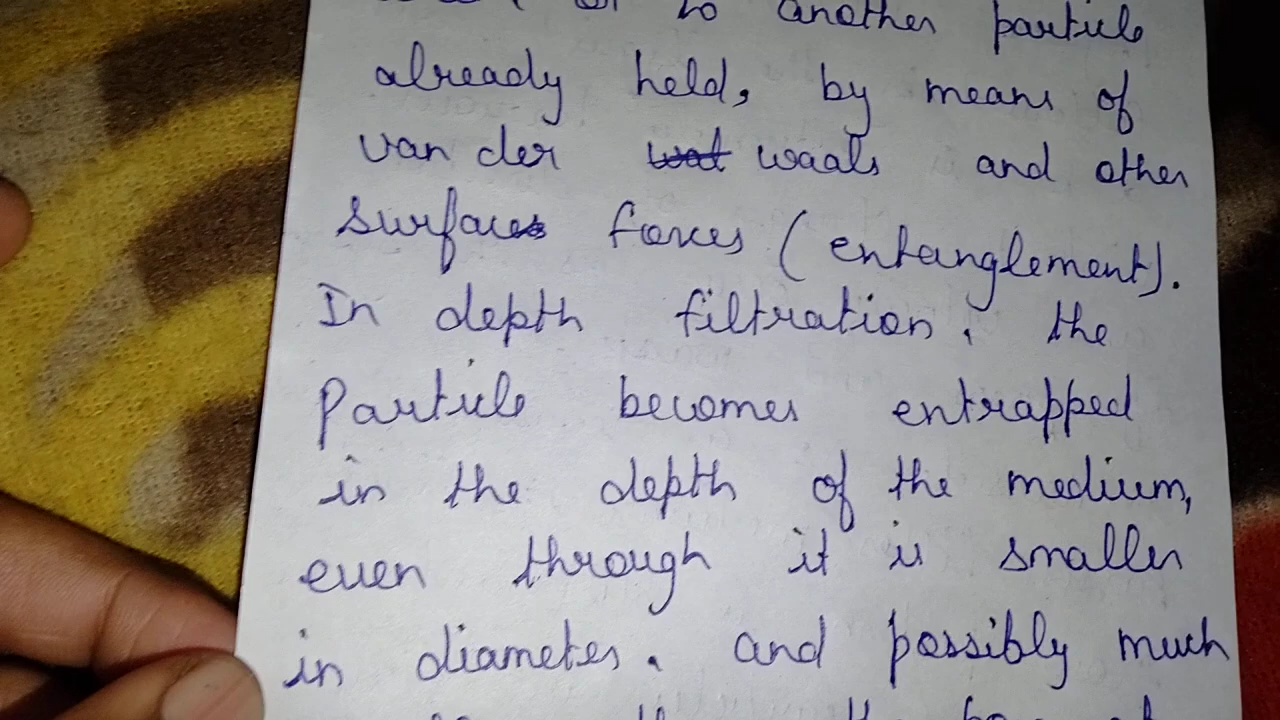 to another particle
already held, by means of
van der waals and other
surface forces (entanglement).
In depth filtration, the
Particle becomes entrapped
in the depth of the medium,
even through it is smaller
in diameter. and possibly much